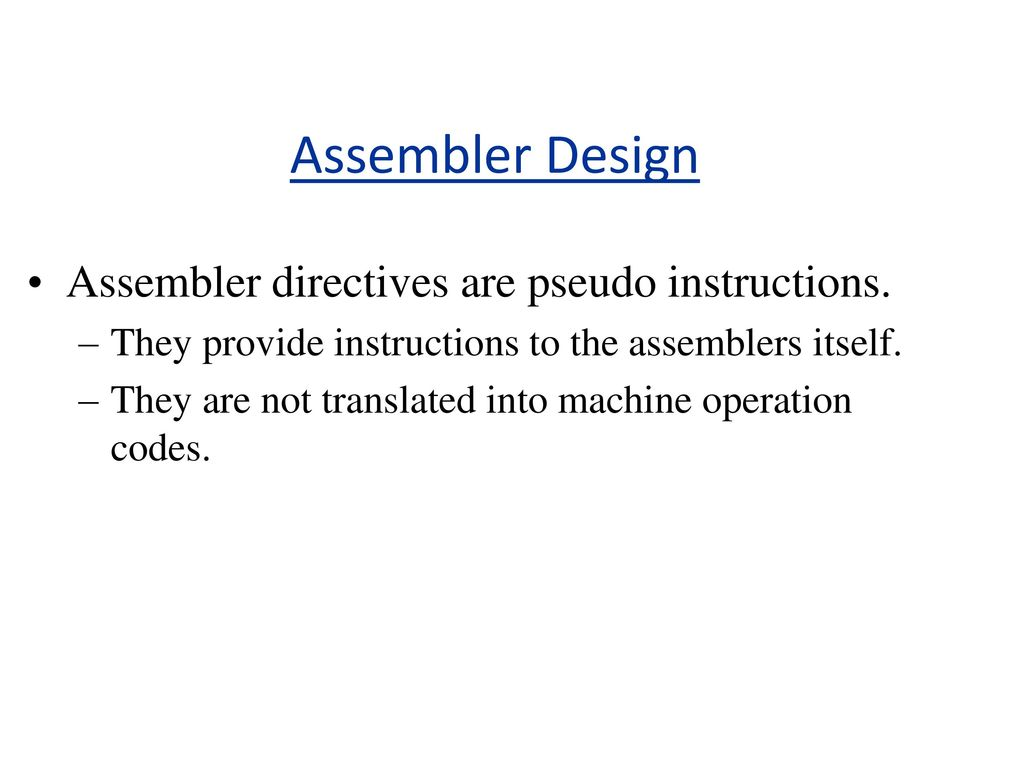 Assembler Design
• Assembler directives are pseudo instructions.
– They provide instructions to the assemblers itself.
– They are not translated into machine operation
codes.